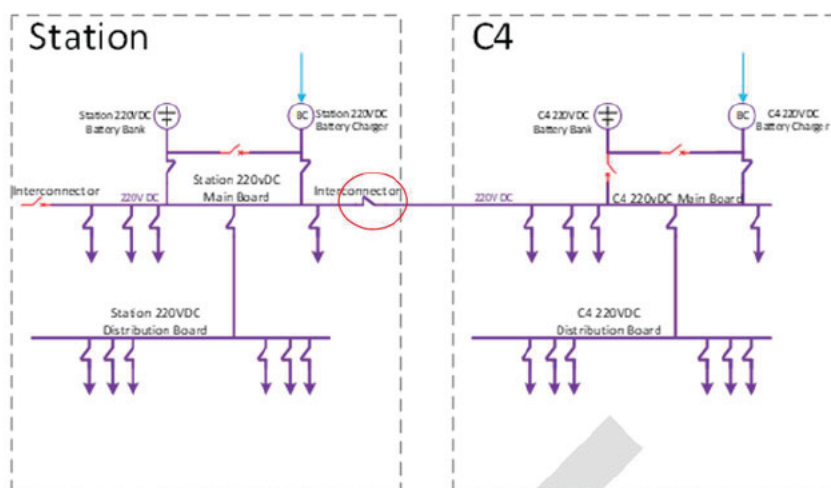 Station
C4
Station 220VDC
Battery Bank
BC
Station 220VDC
Battery Charger
C4 220VDC
Battery Bank
BC
C4 220VDC
Battery Charger
Interconnector
220V DC
Station 220vDC
Main Board
Interconnector
220V DC
C4 220vDC Main Board
Station 220VDC
Distribution Board
C4 220VDC
Distribution Board